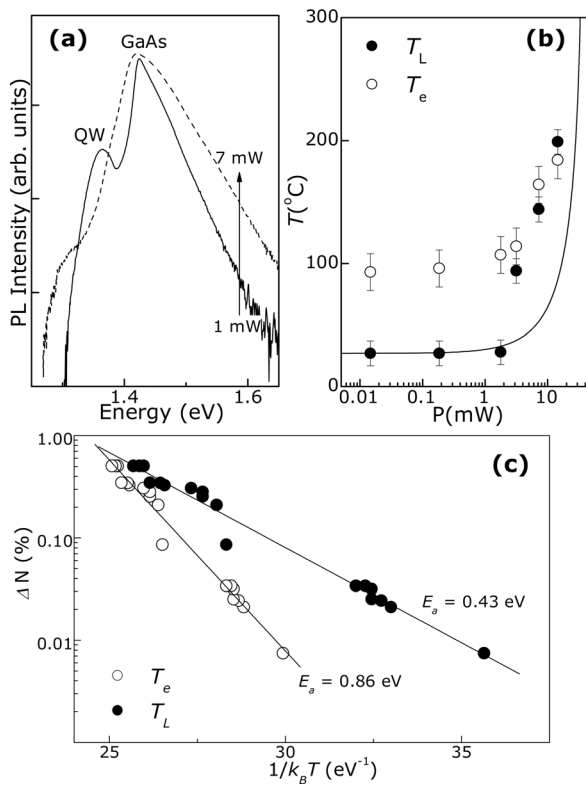 (a)
GaAs
QW
7 mW
1 mW
PL Intensity (arb. units)
1.4
1.6
Energy (eV)
(b)
T_L
T_e
T(°C)
300
200
100
0
0.01
0.1
1
10
P(mW)
(c)
1.00
0.10
0.01
Δ N (%)
E_a = 0.43 eV
E_a = 0.86 eV
T_e
T_L
25
30
35
1/k_BT (eV⁻¹)